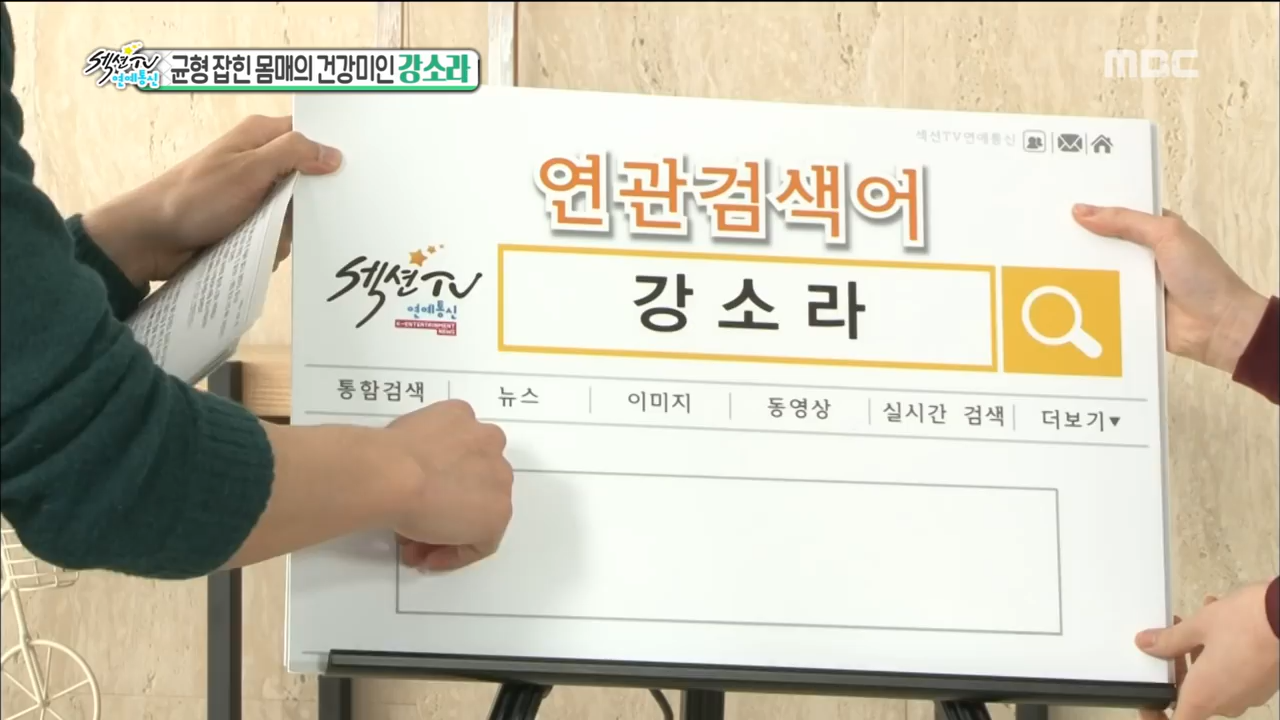 섹션TV 연예통신
균형 잡힌 몸매의 건강미인 강소라
MBC
섹션TV연예통신
연관검색어
섹션TV
연예통신
K-ENTERTAINMENT
NEWS
강소라
통합검색 뉴스 이미지 동영상 실시간 검색 더보기▼